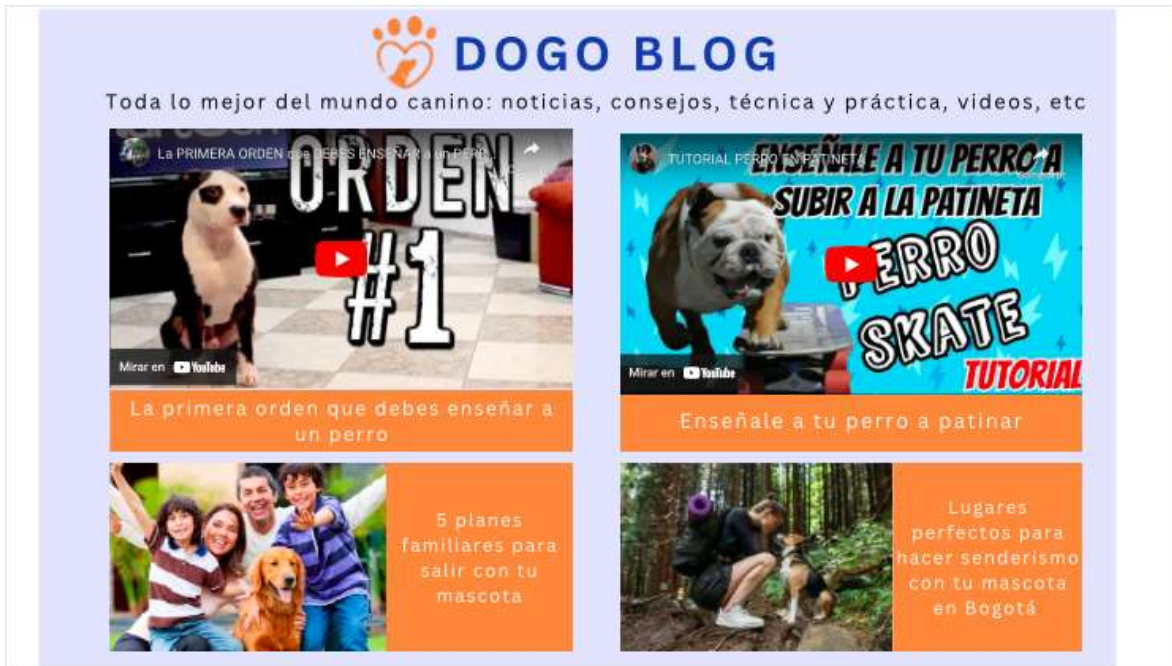 DOGO BLOG
Toda lo mejor del mundo canino: noticias, consejos, técnica y práctica, videos, etc
La PRIMERA ORDEN que DEBES ENSEÑAR a un PERR...
ORDEN
#1
Mirar en YouTube
La primera orden que debes enseñar a
un perro
TUTORIAL PERRO EN PATINETA
ENSEÑALE A TU PERRO A
SUBIR A LA PATINETA
PERRO
SKATE
TUTORIAL
Mirar en YouTube
Enseñale a tu perro a patinar
5 planes
familiares para
salir con tu
mascota
Lugares
perfectos para
hacer senderismo
con tu mascota
en Bogotá